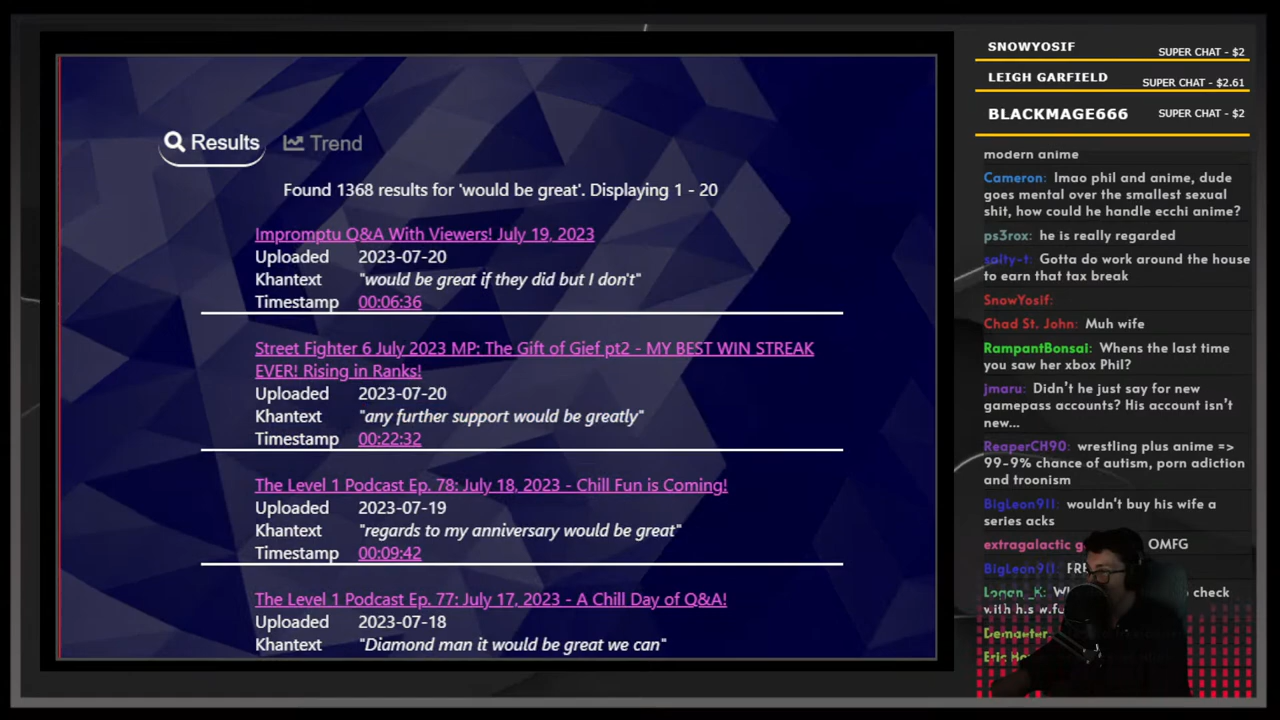 Results Trend
Found 1368 results for 'would be great'. Displaying 1 - 20
Impromptu Q&A With Viewers! July 19, 2023
Uploaded 2023-07-20
Khantext "would be great if they did but I don't"
Timestamp 00:06:36
Street Fighter 6 July 2023 MP: The Gift of Gief pt2 - MY BEST WIN STREAK
EVER! Rising in Ranks!
Uploaded 2023-07-20
Khantext "any further support would be greatly"
Timestamp 00:22:32
The Level 1 Podcast Ep. 78: July 18, 2023 - Chill Fun is Coming!
Uploaded 2023-07-19
Khantext "regards to my anniversary would be great"
Timestamp 00:09:42
The Level 1 Podcast Ep. 77: July 17, 2023 - A Chill Day of Q&A!
Uploaded 2023-07-18
Khantext "Diamond man it would be great we can"
SNOWYOSIF SUPER CHAT - $2
LEIGH GARFIELD SUPER CHAT - $2.61
BLACKMAGE666 SUPER CHAT - $2
modern anime
Cameron: lmao phil and anime, dude
goes mental over the smallest sexual
shit, how could he handle ecchi anime?
ps3rox: he is really regarded
salty-t: Gotta do work around the house
to earn that tax break
SnowYosif:
Chad St. John: Muh wife
RampantBonsai: Whens the last time
you saw her xbox Phil?
jmaru: Didn't he just say for new
gamepass accounts? His account isn't
new...
ReaperCH90: wrestling plus anime =>
99-9% chance of autism, porn adiction
and troonism
BigLeon911: wouldn't buy his wife a
series acks
extragalactic OMFG
BigLeon911:
Logan_K: check
with his
Demaeter
Eric